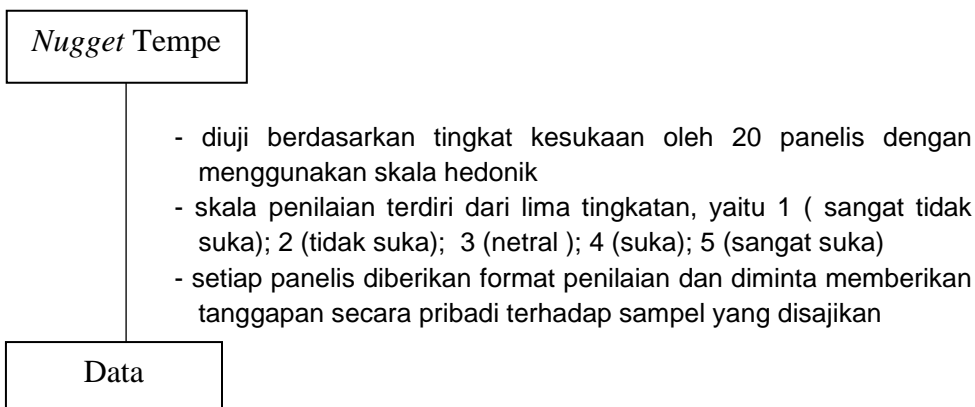 Nugget Tempe
- diuji berdasarkan tingkat kesukaan oleh 20 panelis dengan
menggunakan skala hedonik
- skala penilaian terdiri dari lima tingkatan, yaitu 1 ( sangat tidak
suka); 2 (tidak suka); 3 (netral ); 4 (suka); 5 (sangat suka)
- setiap panelis diberikan format penilaian dan diminta memberikan
tanggapan secara pribadi terhadap sampel yang disajikan
Data